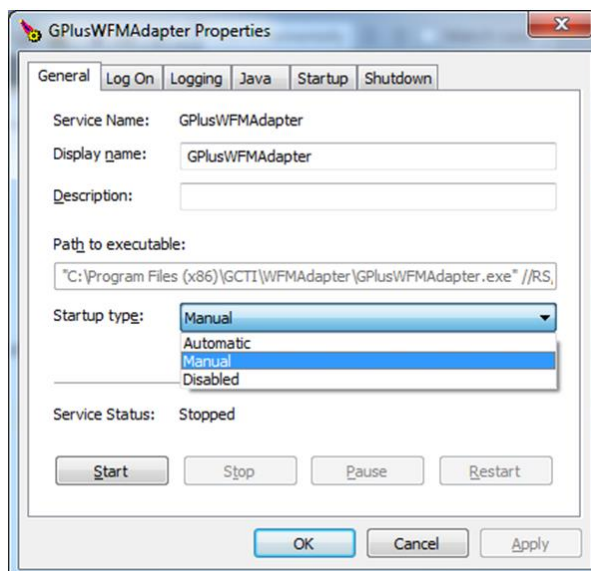 GPlusWFMAdapter Properties
General Log On Logging Java Startup Shutdown
Service Name: GPlusWFMAdapter
Display name: GPlusWFMAdapter
Description:
Path to executable:
"C:\Program Files (x86)\GCTI\WFMAdapter\GPlusWFMAdapter.exe" //RS,
Startup type: Manual
Automatic
Manual
Disabled
Service Status: Stopped
Start Stop Pause Restart
OK Cancel Apply